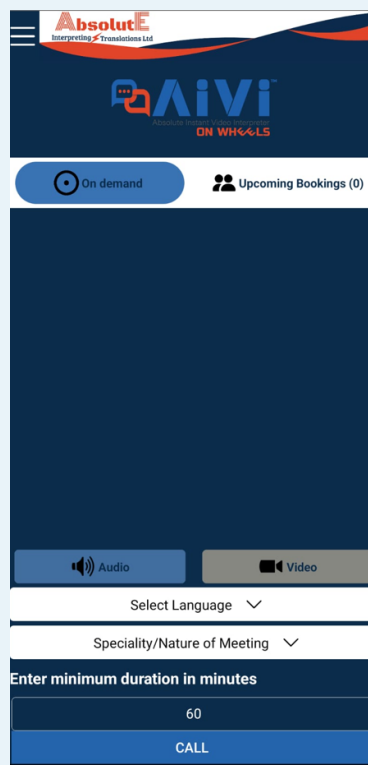 AbsolutE
Interpreting Translations Ltd
AiVi™
Absolute Instant Video Interpreter
ON WHEELS
On demand
Upcoming Bookings (0)
Audio
Video
Select Language
Speciality/Nature of Meeting
Enter minimum duration in minutes
60
CALL